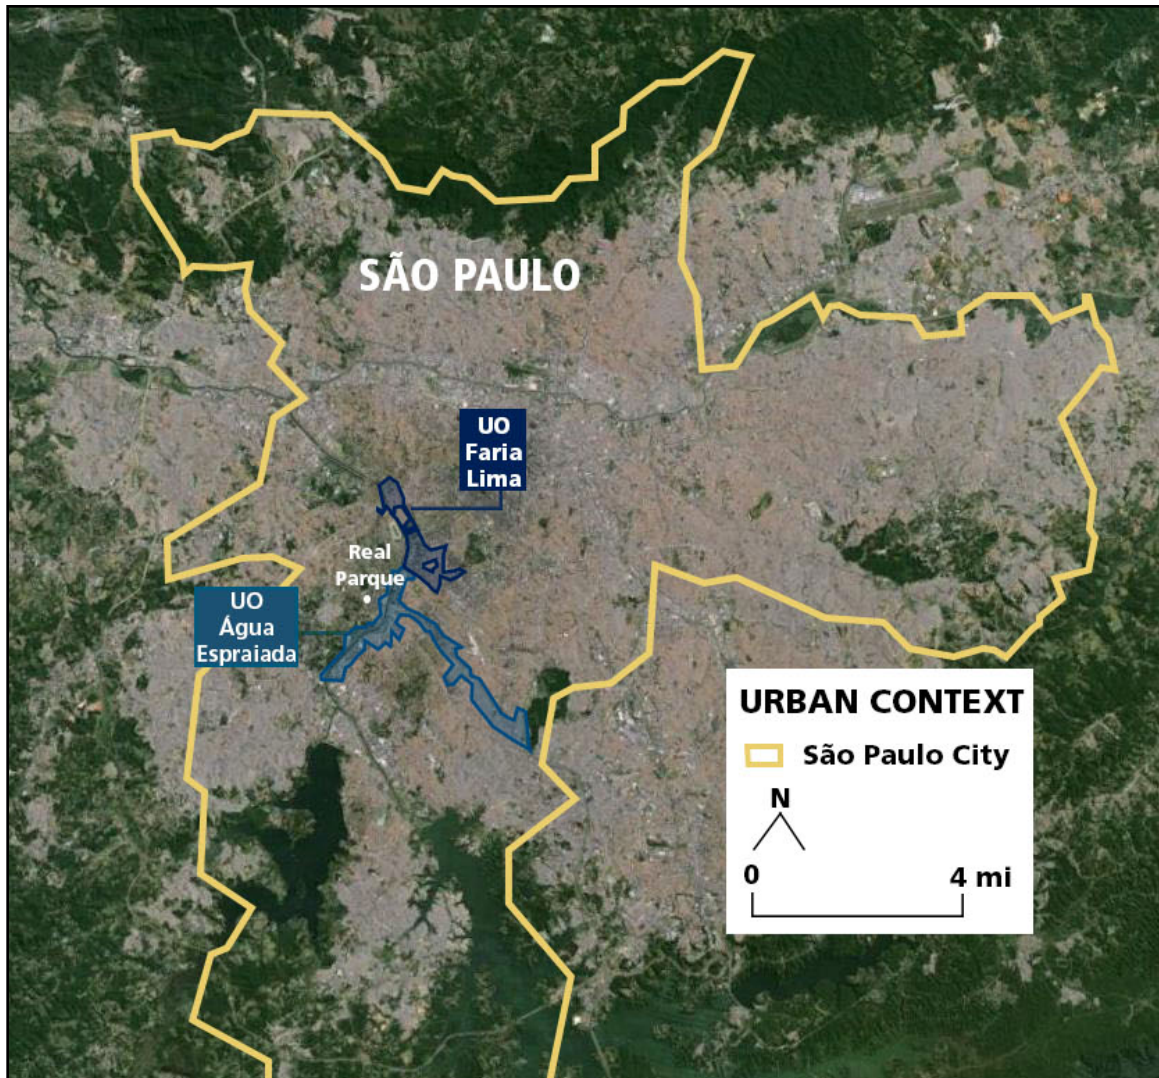 SÃO PAULO
UO
Faria
Lima
Real
Parque
UO
Água
Espraiada
URBAN CONTEXT
São Paulo City
N
0
4 mi